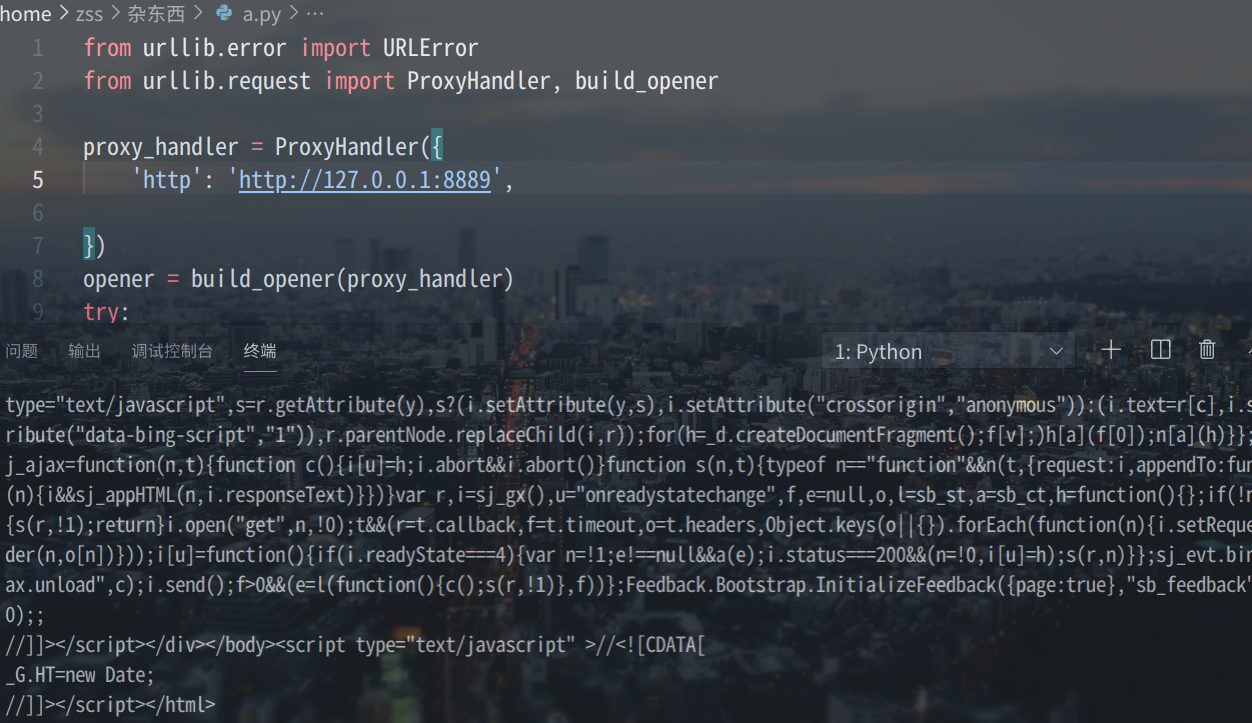 home > zss > 杂东西 > a.py > ...
1 from urllib.error import URLError
2 from urllib.request import ProxyHandler, build_opener
3
4 proxy_handler = ProxyHandler({
5 'http': 'http://127.0.0.1:8889',
6
7 })
8 opener = build_opener(proxy_handler)
9 try:
问题 输出 调试控制台 终端 1: Python
type="text/javascript",s=r.getAttribute(y),s?(i.setAttribute(y,s),i.setAttribute("crossorigin","anonymous")):(i.text=r[c],i.s
ribute("data-bing-script","1")),r.parentNode.replaceChild(i,r));for(h=_d.createDocumentFragment();f[v];)h[a](f[0]);n[a](h)}};
j_ajax=function(n,t){function c(){i[u]=h;i.abort&&i.abort()}function s(n,t){typeof n=="function"&&n(t,{request:i,appendTo:fun
(n){i&&sj_appHTML(n,i.responseText)}})}var r,i=sj_gx(),u="onreadystatechange",f,e=null,o,l=sb_st,a=sb_ct,h=function(){};if(!n
{s(r,!1);return}i.open("get",n,!0);t&&(r=t.callback,f=t.timeout,o=t.headers,Object.keys(o||{}).forEach(function(n){i.setReque
der(n,o[n])}));i[u]=function(){if(i.readyState===4){var n=!1;e!==null&&a(e);i.status===200&&(n=!0,i[u]=h);s(r,n)}};sj_evt.bin
ax.unload",c);i.send();f>0&&(e=l(function(){c();s(r,!1)},f))};Feedback.Bootstrap.InitializeFeedback({page:true},"sb_feedback"
0);;
//]]></script></div></body><script type="text/javascript" >//<![CDATA[
_G.HT=new Date;
//]]></script></html>